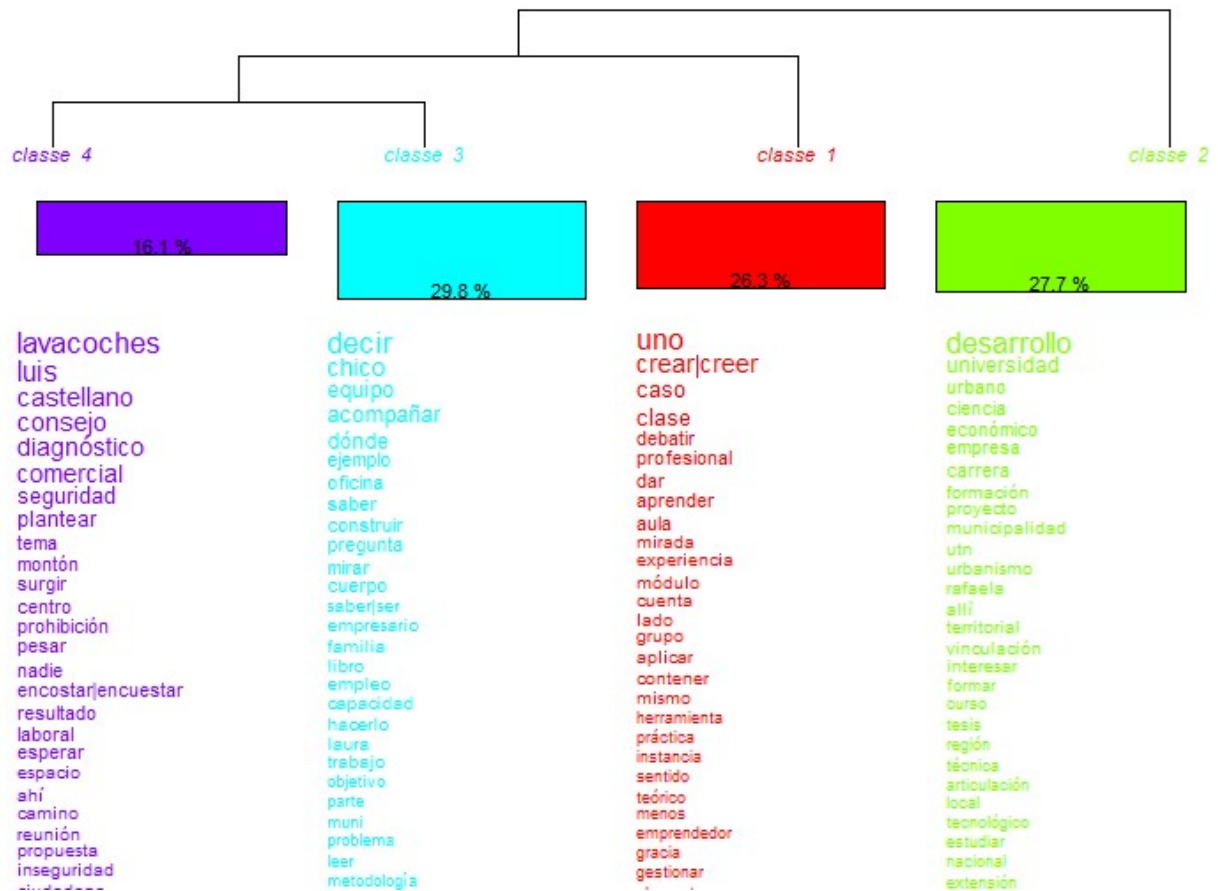 classe 4
classe 3
classe 1
classe 2
16.1 %
29.8 %
26.3 %
27.7 %
lavacoches
luis
castellano
consejo
diagnóstico
comercial
seguridad
plantear
tema
montón
surgir
centro
prohibición
pesar
nadie
encostar|encuestar
resultado
laboral
esperar
espacio
ahí
camino
reunión
propuesta
inseguridad
decir
chico
equipo
acompañar
dónde
ejemplo
oficina
saber
construir
pregunta
mirar
cuerpo
saber|ser
empresario
familia
libro
empleo
capacidad
hacerlo
laura
trabajo
objetivo
parte
muni
problema
leer
metodología
uno
crear|creer
caso
clase
debatir
profesional
dar
aprender
aula
mirada
experiencia
módulo
cuenta
lado
grupo
aplicar
contener
mismo
herramienta
práctica
instancia
sentido
teórico
menos
emprendedor
gracia
gestionar
desarrollo
universidad
urbano
ciencia
económico
empresa
carrera
formación
proyecto
municipalidad
utn
urbanismo
rafaela
allí
territorial
vinculación
interesar
formar
curso
tesis
región
técnica
articulación
local
tecnológico
estudiar
nacional
extensión